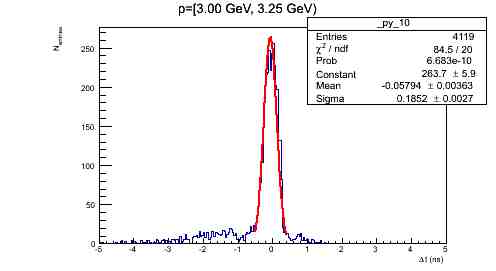 p=[3.00 GeV, 3.25 GeV)
_py_10
Entries 4119
χ² / ndf 84.5 / 20
Prob 6.683e-10
Constant 263.7 ± 5.9
Mean -0.05794 ± 0.00363
Sigma 0.1852 ± 0.0027
N_entries
250
200
150
100
50
0
-5 -4 -3 -2 -1 0 1 2 3 4 5
Δt (ns)